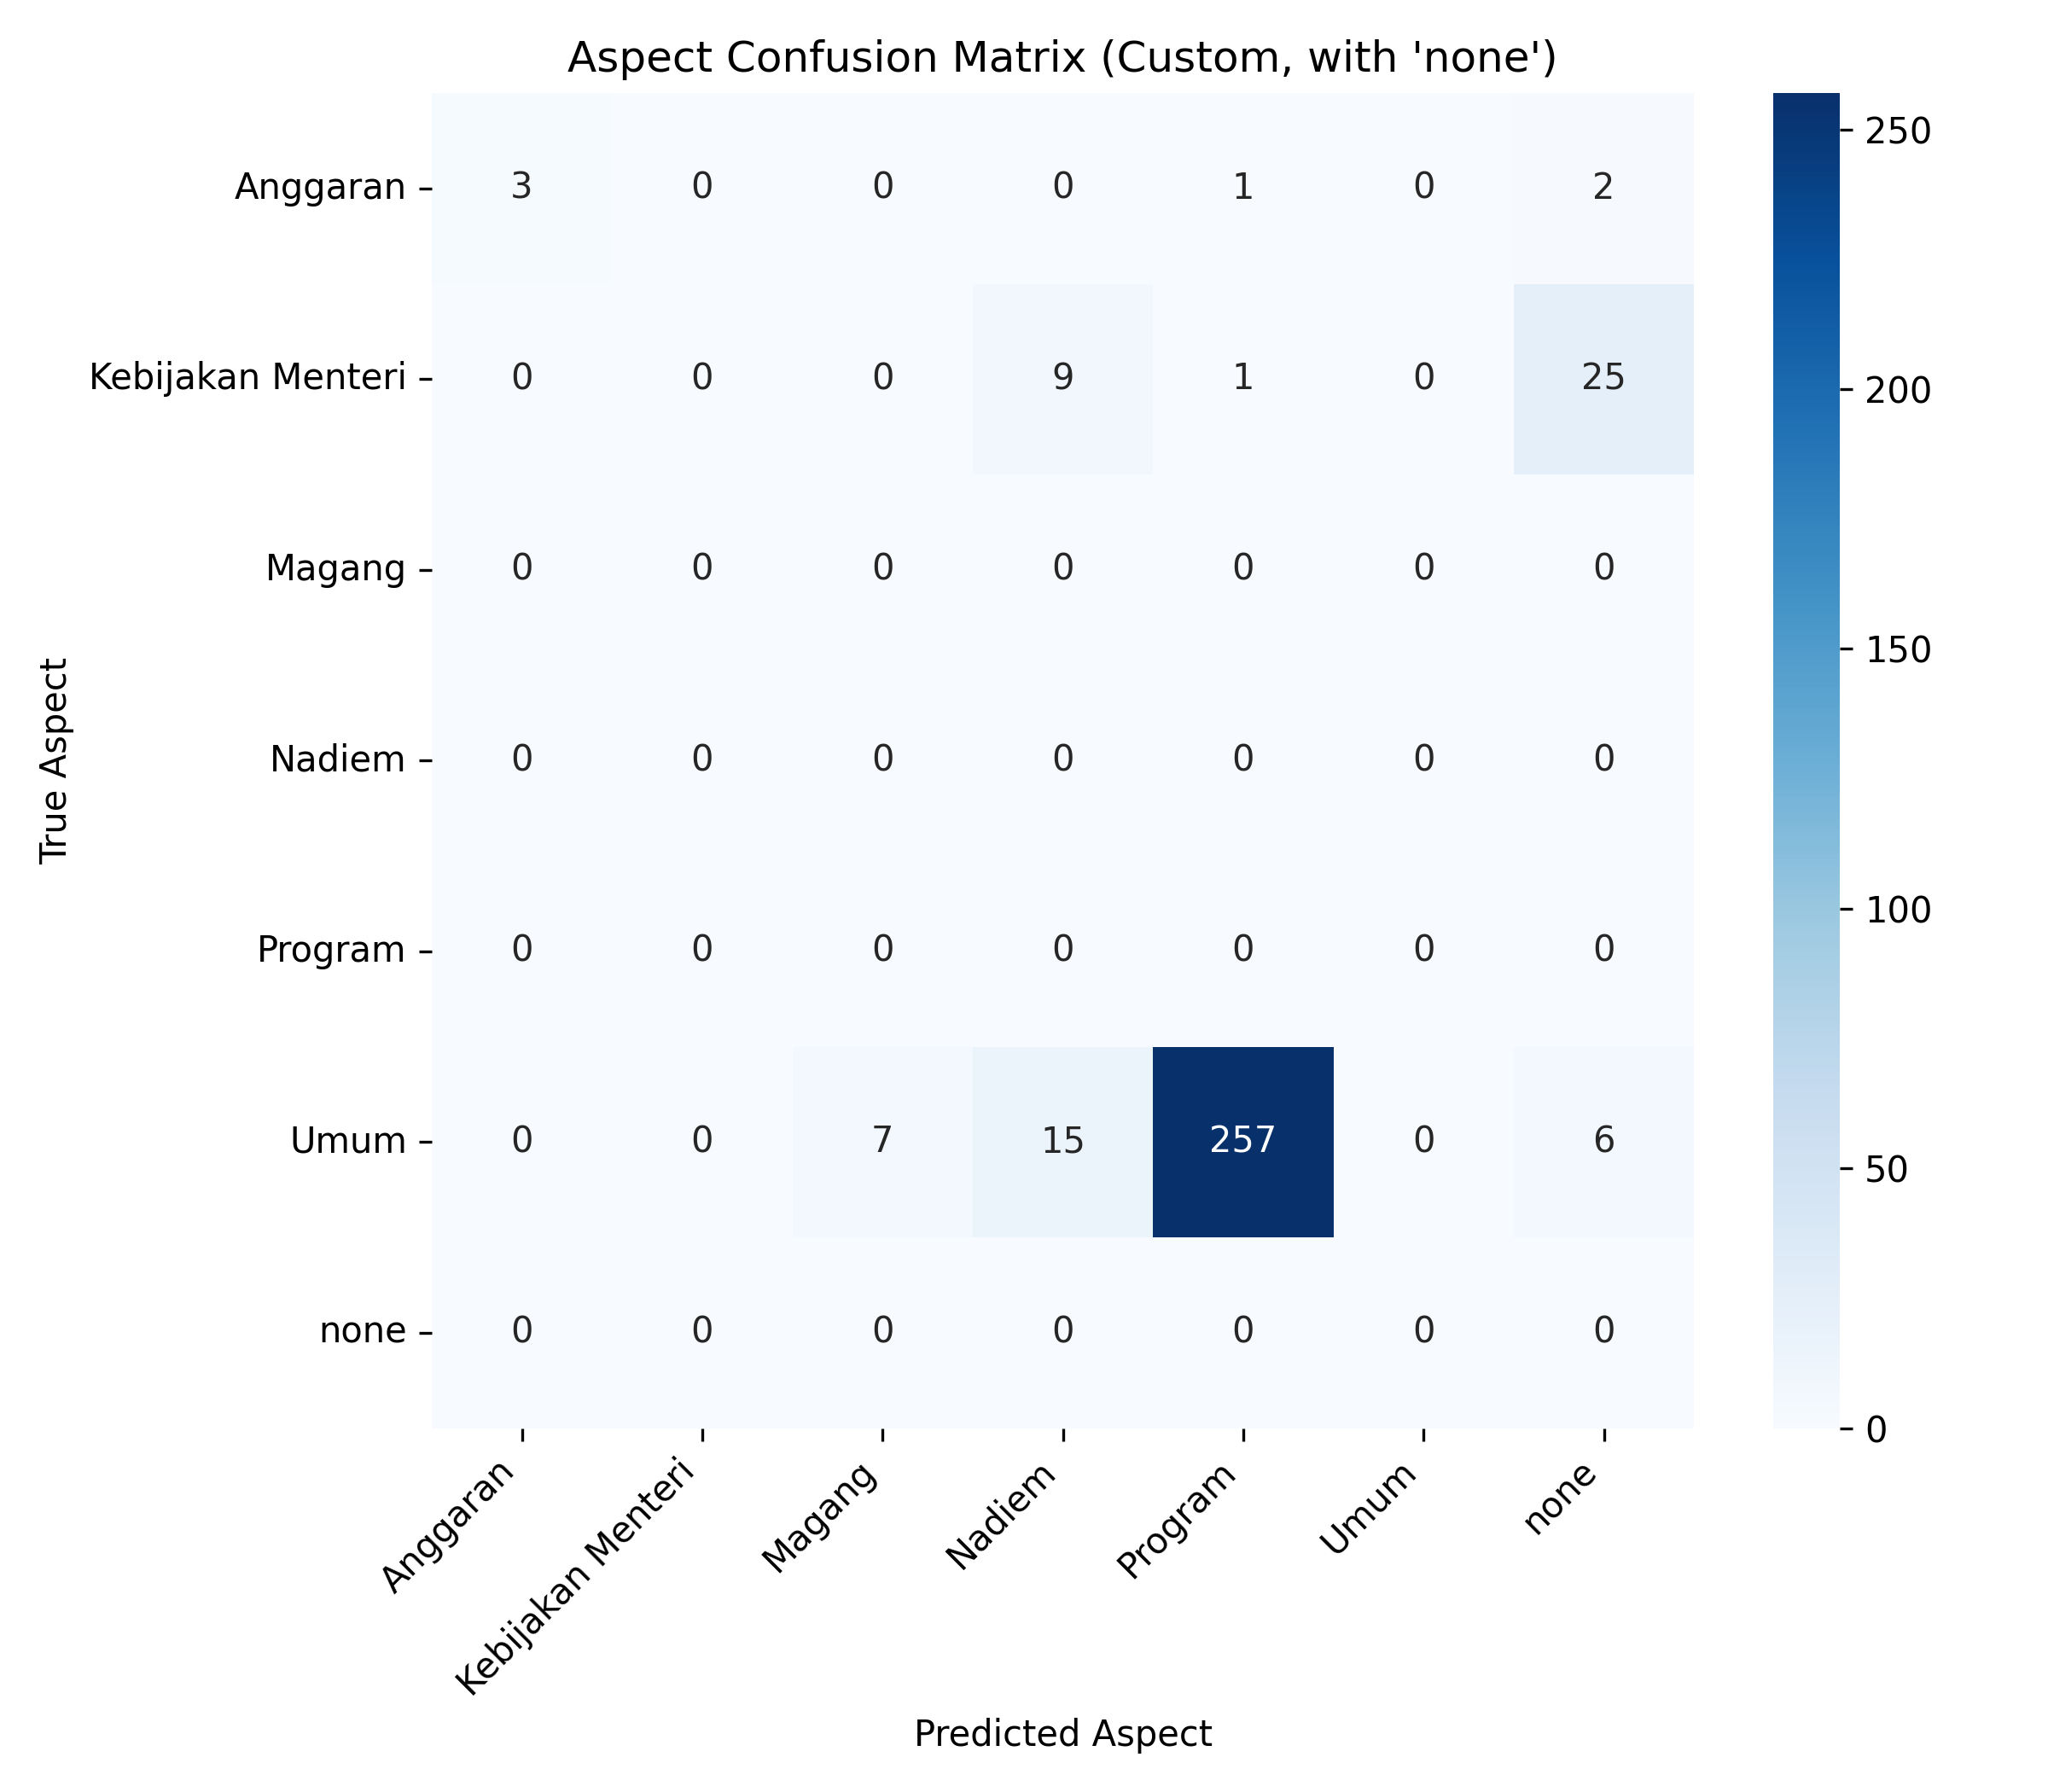 Aspect Confusion Matrix (Custom, with 'none')
True Aspect
Anggaran 3 0 0 0 1 0 2
Kebijakan Menteri 0 0 0 9 1 0 25
Magang 0 0 0 0 0 0 0
Nadiem 0 0 0 0 0 0 0
Program 0 0 0 0 0 0 0
Umum 0 0 7 15 257 0 6
none 0 0 0 0 0 0 0
Anggaran Kebijakan Menteri Magang Nadiem Program Umum none
Predicted Aspect
250
200
150
100
50
0